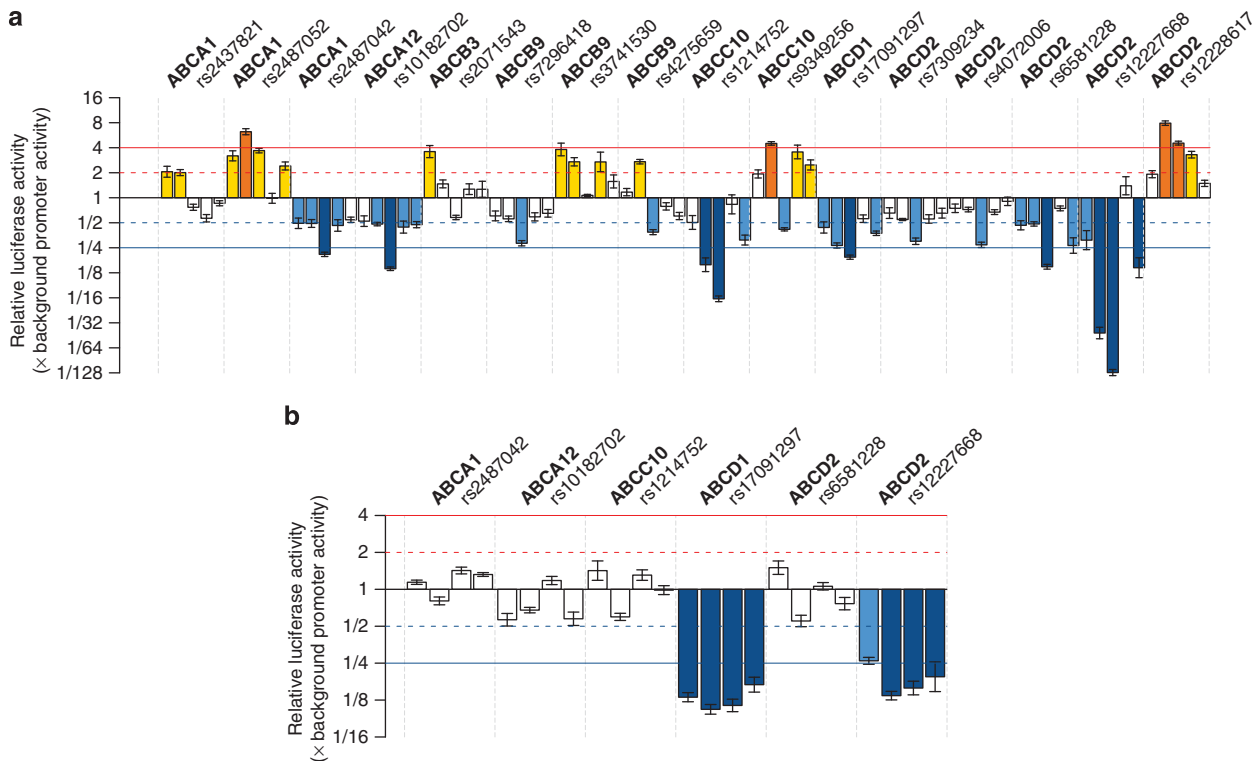 a
ABCA1
rs2437821
ABCA1
rs2487052
ABCA1
rs2487042
ABCA12
rs10182702
ABCB3
rs2071543
ABCB9
rs7296418
ABCB9
rs3741530
ABCB9
rs4275659
ABCC10
rs1214752
ABCC10
rs9349256
ABCD1
rs17091297
ABCD2
rs7309234
ABCD2
rs4072006
ABCD2
rs6581228
ABCD2
rs12227668
ABCD2
rs1228617
Relative luciferase activity
(× background promoter activity)
16
8
4
2
1
1/2
1/4
1/8
1/16
1/32
1/64
1/128
b
ABCA1
rs2487042
ABCA12
rs10182702
ABCC10
rs1214752
ABCD1
rs17091297
ABCD2
rs6581228
ABCD2
rs12227668
Relative luciferase activity
(× background promoter activity)
4
2
1
1/2
1/4
1/8
1/16